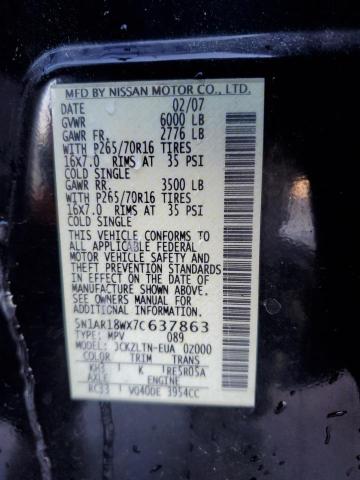 MFD BY NISSAN MOTOR CO., LTD.
DATE 02/07
GVWR 6000 LB
GAWR FR. 2776 LB
WITH P265/70R16 TIRES
16X7.0 RIMS AT 35 PSI
COLD SINGLE
GAWR RR. 3500 LB
WITH P265/70R16 TIRES
16X7.0 RIMS AT 35 PSI
COLD SINGLE
THIS VEHICLE CONFORMS TO
ALL APPLICABLE FEDERAL
MOTOR VEHICLE SAFETY AND
THEFT PREVENTION STANDARDS
IN EFFECT ON THE DATE OF
MANUFACTURE SHOWN ABOVE.
SEE OWNERS MANUAL FOR
ADDITIONAL INFORMATION.
5N1AR18WX7C637863
TYPE: MPV 089
MODEL JCKZLTN-EUA 02000
COLOR TRIM TRANS
KH3 K RE5R05A
AXLE ENGINE
RC33 VQ40DE 3954CC